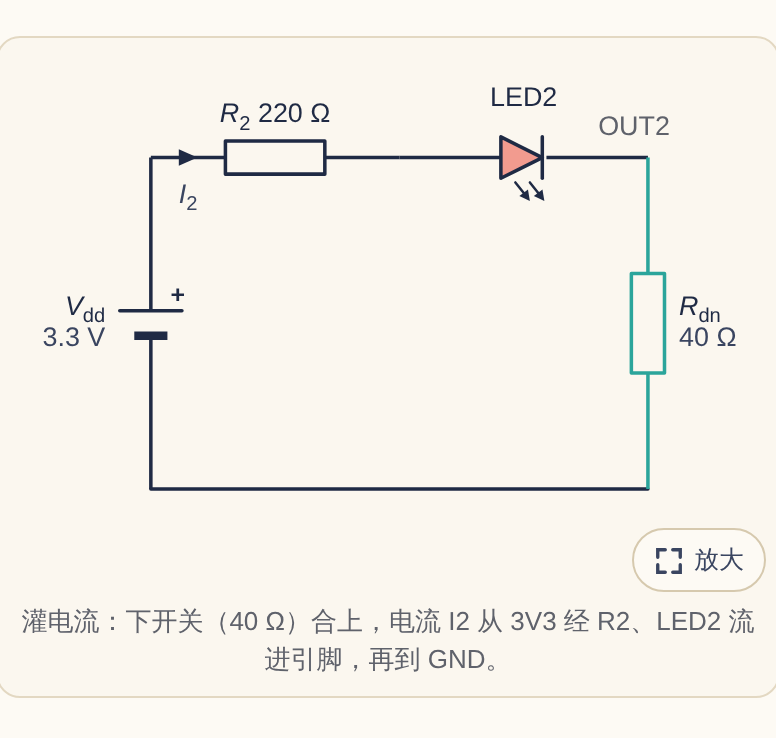 LED2
R2 220 Ω
OUT2
I2
+
Vdd
3.3 V
Rdn
40 Ω
放大
灌电流：下开关（40 Ω）合上，电流 I2 从 3V3 经 R2、LED2 流
进引脚，再到 GND。